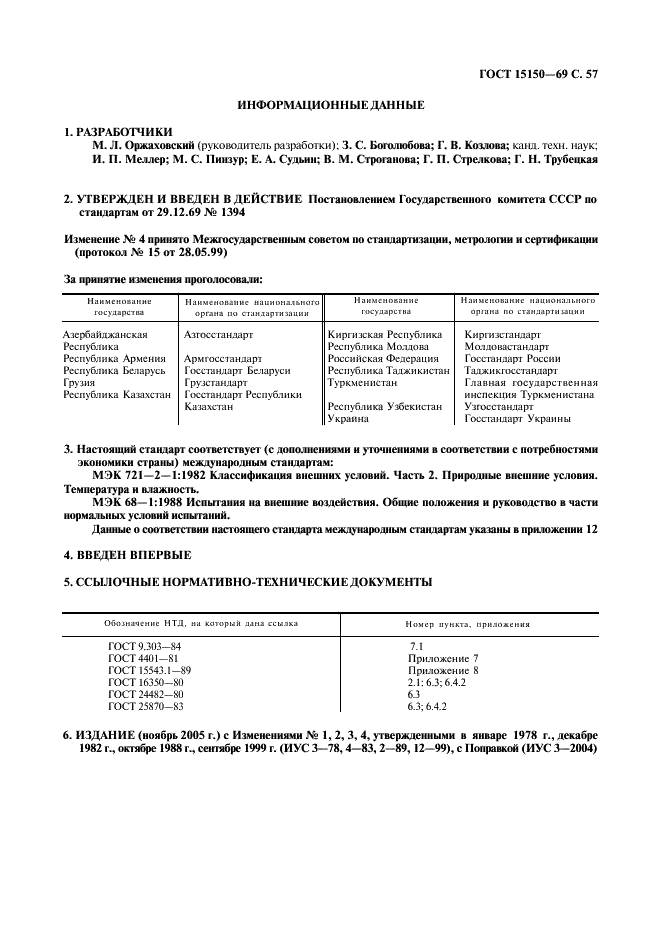 ГОСТ 15150—69 С. 57
ИНФОРМАЦИОННЫЕ ДАННЫЕ
1. РАЗРАБОТЧИКИ
М. Л. Оржаховский (руководитель разработки); З. С. Боголюбова; Г. В. Козлова; канд. техн. наук;
И. П. Меллер; М. С. Пинзур; Е. А. Судьин; В. М. Строганова; Г. П. Стрелкова; Г. Н. Трубецкая
2. УТВЕРЖДЕН И ВВЕДЕН В ДЕЙСТВИЕ Постановлением Государственного комитета СССР по
стандартам от 29.12.69 № 1394
Изменение № 4 принято Межгосударственным советом по стандартизации, метрологии и сертификации
(протокол № 15 от 28.05.99)
За принятие изменения проголосовали:
Наименование государства
Наименование национального органа по стандартизации
Наименование государства
Наименование национального органа по стандартизации
Азербайджанская Азгосстандарт Киргизская Республика Киргизстандарт
Республика Республика Молдова Молдовастандарт
Республика Армения Армгосстандарт Российская Федерация Госстандарт России
Республика Беларусь Госстандарт Беларуси Республика Таджикистан Таджикгосстандарт
Грузия Грузстандарт Туркменистан Главная государственная
Республика Казахстан Госстандарт Республики инспекция Туркменистана
Казахстан Республика Узбекистан Узгосстандарт
Украина Госстандарт Украины
3. Настоящий стандарт соответствует (с дополнениями и уточнениями в соответствии с потребностями
экономики страны) международным стандартам:
МЭК 721—2—1:1982 Классификация внешних условий. Часть 2. Природные внешние условия.
Температура и влажность.
МЭК 68—1:1988 Испытания на внешние воздействия. Общие положения и руководство в части
нормальных условий испытаний.
Данные о соответствии настоящего стандарта международным стандартам указаны в приложении 12
4. ВВЕДЕН ВПЕРВЫЕ
5. ССЫЛОЧНЫЕ НОРМАТИВНО-ТЕХНИЧЕСКИЕ ДОКУМЕНТЫ
Обозначение НТД, на который дана ссылка Номер пункта, приложения
ГОСТ 9.303—84 7.1
ГОСТ 4401—81 Приложение 7
ГОСТ 15543.1—89 Приложение 8
ГОСТ 16350—80 2.1; 6.3; 6.4.2
ГОСТ 24482—80 6.3
ГОСТ 25870—83 6.3; 6.4.2
6. ИЗДАНИЕ (ноябрь 2005 г.) с Изменениями № 1, 2, 3, 4, утвержденными в январе 1978 г., декабре
1982 г., октябре 1988 г., сентябре 1999 г. (ИУС 3—78, 4—83, 2—89, 12—99), с Поправкой (ИУС 3—2004)